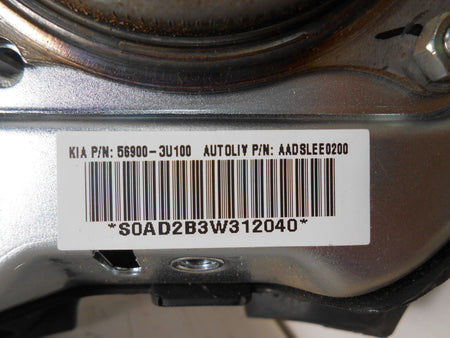 KIA P/N: 56900-3U100 AUTOLIV P/N: AADSLEE0200
*S0AD2B3W312040*